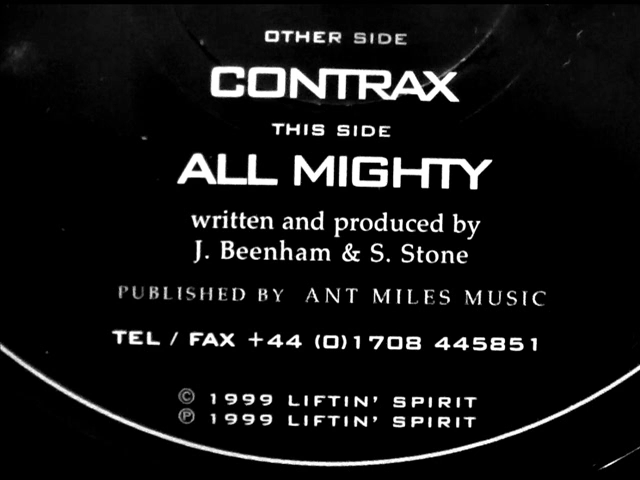 OTHER SIDE
CONTRAX
THIS SIDE
ALL MIGHTY
written and produced by
J. Beenham & S. Stone
PUBLISHED BY ANT MILES MUSIC
TEL / FAX +44 (0)1708 445851
© 1999 LIFTIN' SPIRIT
℗ 1999 LIFTIN' SPIRIT